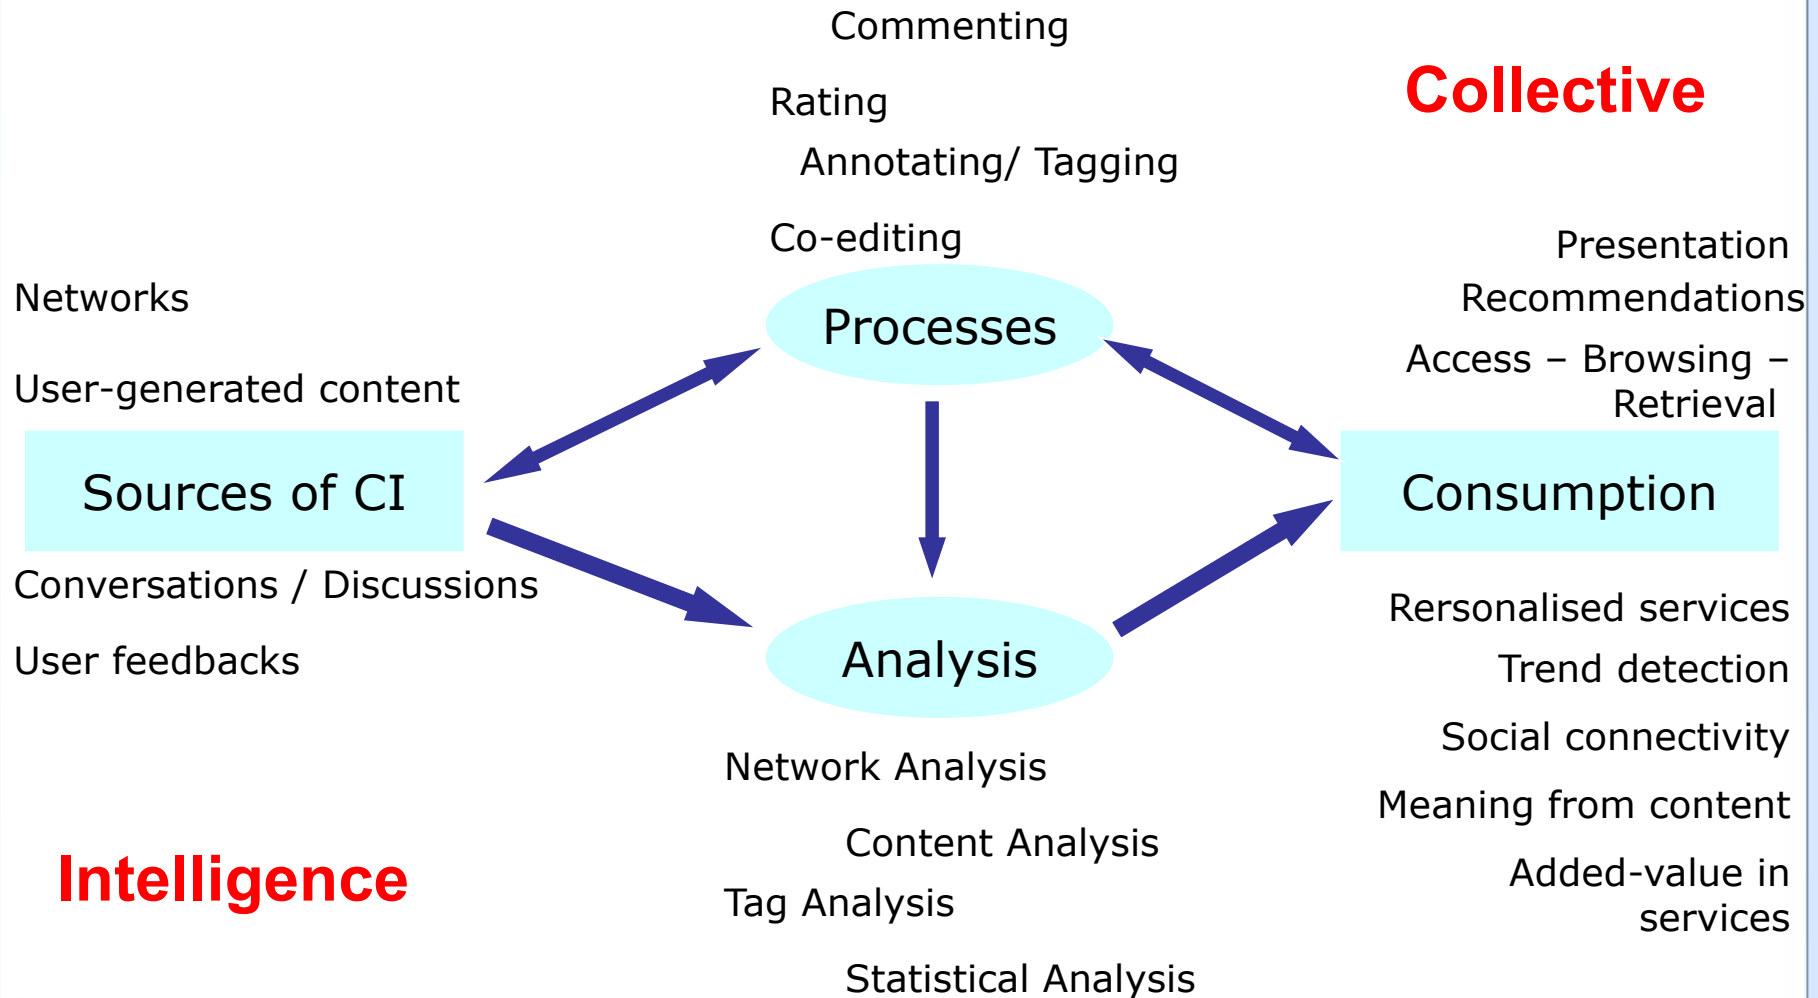 Commenting
Collective
Rating
Annotating/ Tagging
Co-editing
Presentation
Networks
Recommendations
Processes
Access – Browsing –
Retrieval
User-generated content
Sources of CI
Consumption
Conversations / Discussions
Rersonalised services
User feedbacks
Analysis
Trend detection
Social connectivity
Network Analysis
Meaning from content
Content Analysis
Intelligence
Added-value in
services
Tag Analysis
Statistical Analysis